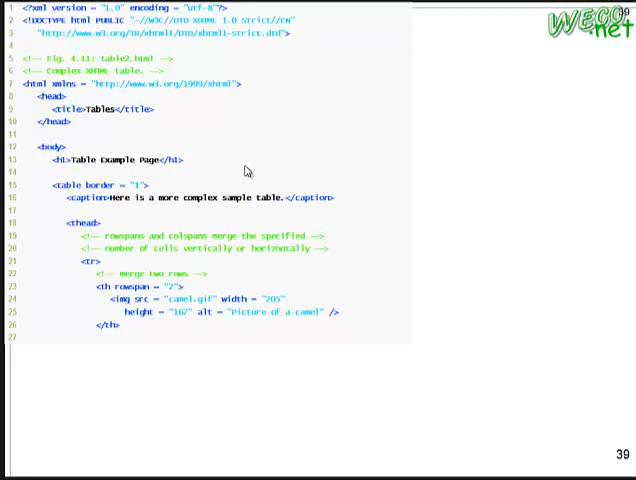 39
WECO
.net
1 <?xml version = "1.0" encoding = "utf-8"?>
2 <!DOCTYPE html PUBLIC "-//W3C//DTD XHTML 1.0 Strict//EN"
3 "http://www.w3.org/TR/xhtml1/DTD/xhtml1-strict.dtd">
4
5 <!-- Fig. 4.11: table2.html -->
6 <!-- Complex XHTML table. -->
7 <html xmlns = "http://www.w3.org/1999/xhtml">
8 <head>
9 <title>Tables</title>
10 </head>
11
12 <body>
13 <h1>Table Example Page</h1>
14
15 <table border = "1">
16 <caption>Here is a more complex sample table.</caption>
17
18 <thead>
19 <!-- rowspans and colspans merge the specified -->
20 <!-- number of cells vertically or horizontally -->
21 <tr>
22 <!-- merge two rows -->
23 <th rowspan = "2">
24 <img src = "camel.gif" width = "205"
25 height = "167" alt = "Picture of a camel" />
26 </th>
27
39